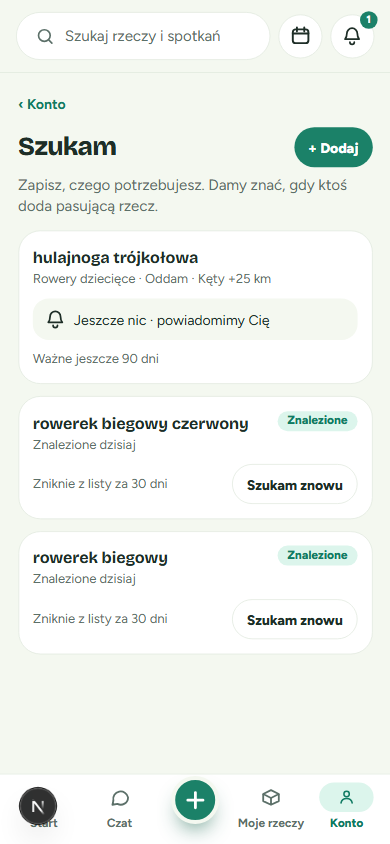 Szukaj rzeczy i spotkań
1
‹ Konto
Szukam
+ Dodaj
Zapisz, czego potrzebujesz. Damy znać, gdy ktoś
doda pasującą rzecz.
hulajnoga trójkołowa
Rowery dziecięce · Oddam · Kęty +25 km
Jeszcze nic · powiadomimy Cię
Ważne jeszcze 90 dni
rowerek biegowy czerwony
Znalezione
Znalezione dzisiaj
Zniknie z listy za 30 dni
Szukam znowu
rowerek biegowy
Znalezione
Znalezione dzisiaj
Zniknie z listy za 30 dni
Szukam znowu
N
Start
Czat
Moje rzeczy
Konto